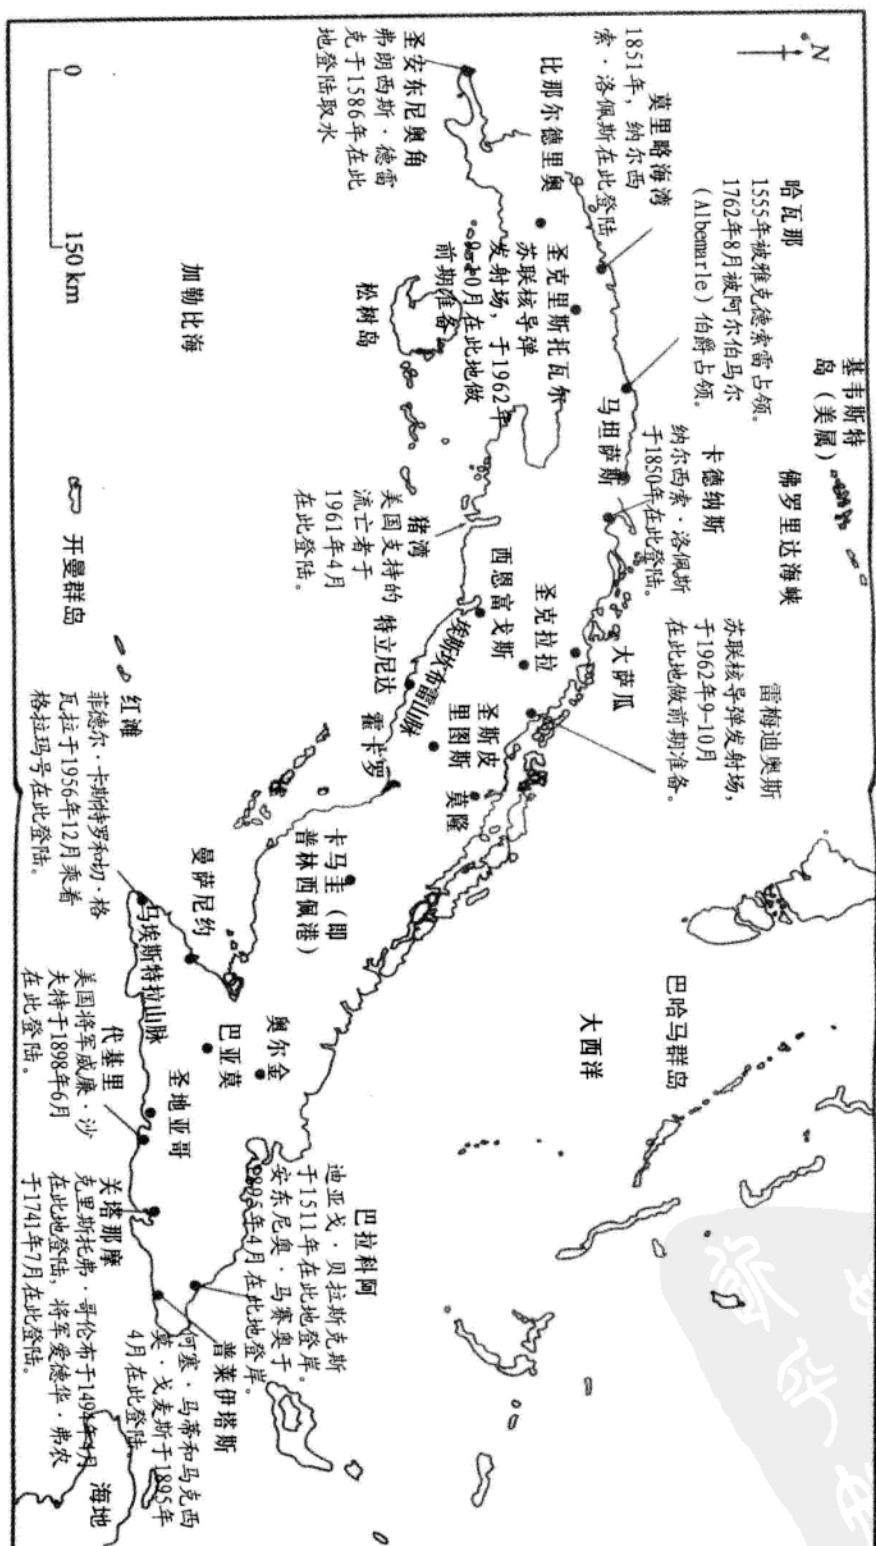 N
圣安东尼奥角
弗朗西斯·德雷
克于1586年在此
地登陆取水
比那尔德里奥
莫里略海湾
1851年，纳尔西
索·洛佩斯在此登陆
哈瓦那
1555年被雅克德索雷占领。
1762年8月被阿尔伯马尔
（Albemarle）伯爵占领。
基韦斯特
岛（美属）
佛罗里达海峡
圣克里斯托瓦尔
苏联核导弹
发射场，于1962年
9-10月在此地做
前期准备
松树岛
加勒比海
0
150 km
马坦萨斯
卡德纳斯
纳尔西索·洛佩斯
于1850年在此登陆。
猪湾
美国支持的
流亡者于
1961年4月
在此登陆。
开曼群岛
西恩富戈斯
圣克拉拉
大萨瓜
雷梅迪奥斯
苏联核导弹发射场，
于1962年9-10月
在此地做前期准备。
特立尼达
埃斯坎布雷山脉
圣斯皮
里图斯
霍卡罗
莫隆
红滩
菲德尔·卡斯特罗和切·格
瓦拉于1956年12月乘着
格拉玛号在此登陆。
卡马圭（即
普林西佩港）
曼萨尼约
马埃斯特拉山脉
巴哈马群岛
大西洋
奥尔金
巴亚莫
代基里
美国将军威廉·沙
夫特于1898年6月
在此登陆。
圣地亚哥
巴拉科阿
迪亚戈·贝拉斯克斯
于1511年在此地登岸。
安东尼奥·马赛奥于
1895年4月在此地登岸。
关塔那摩
克里斯托弗·哥伦布于1494年4月
在此地登陆，将军爱德华·弗农
于1741年7月在此登陆。
普莱伊塔斯
何塞·马蒂和马克西
莫·戈麦斯于1895年
4月在此登陆
海地